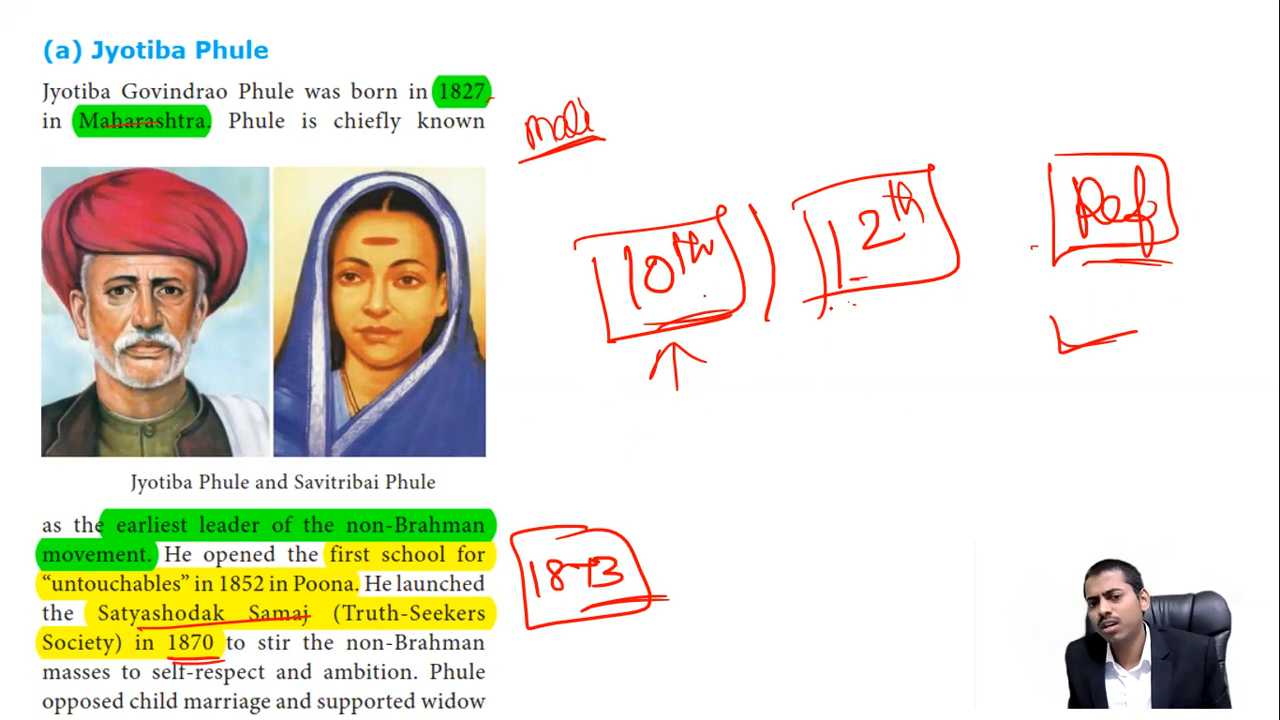 (a) Jyotiba Phule
Jyotiba Govindrao Phule was born in 1827
in Maharashtra. Phule is chiefly known
Mali
10th
12th
Ref
Jyotiba Phule and Savitribai Phule
as the earliest leader of the non-Brahman
movement. He opened the first school for
“untouchables” in 1852 in Poona. He launched
the Satyashodak Samaj (Truth-Seekers
Society) in 1870 to stir the non-Brahman
masses to self-respect and ambition. Phule
opposed child marriage and supported widow
1873